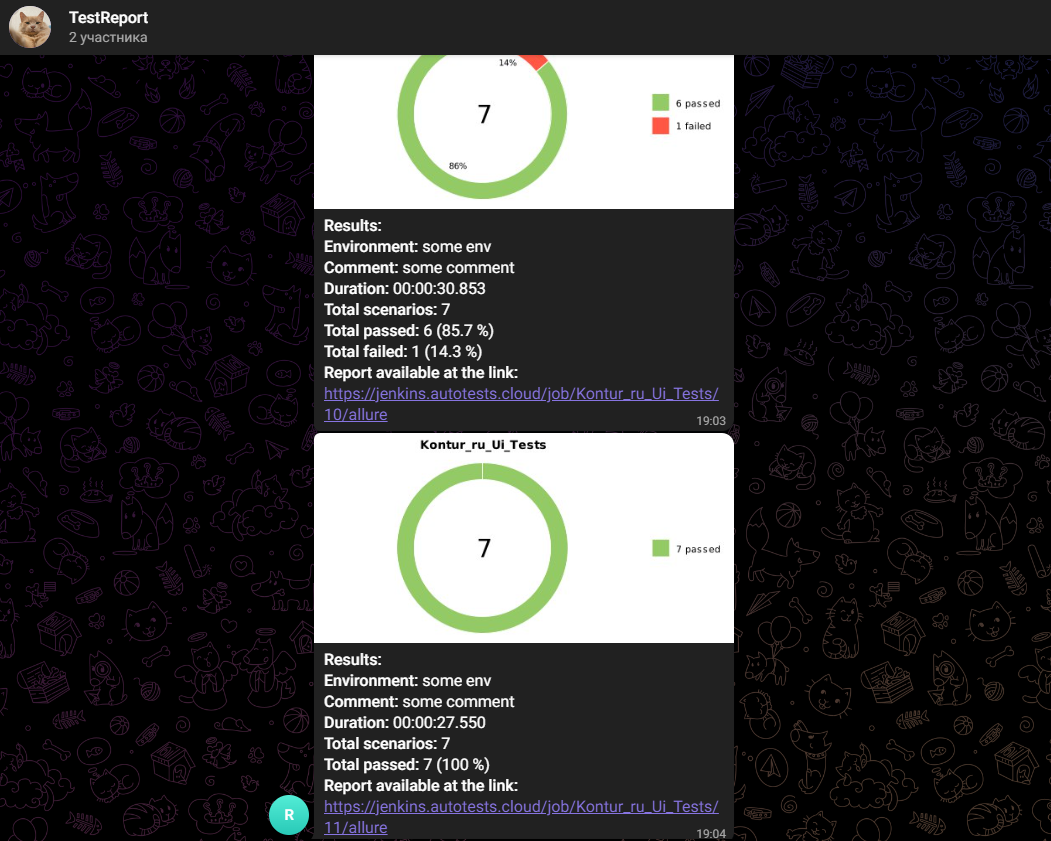 TestReport
2 участника
14%
7
86%
6 passed
1 failed
Results:
Environment: some env
Comment: some comment
Duration: 00:00:30.853
Total scenarios: 7
Total passed: 6 (85.7 %)
Total failed: 1 (14.3 %)
Report available at the link:
https://jenkins.autotests.cloud/job/Kontur_ru_Ui_Tests/
10/allure
19:03
Kontur_ru_Ui_Tests
7
7 passed
Results:
Environment: some env
Comment: some comment
Duration: 00:00:27.550
Total scenarios: 7
Total passed: 7 (100 %)
Report available at the link:
https://jenkins.autotests.cloud/job/Kontur_ru_Ui_Tests/
11/allure
19:04
R